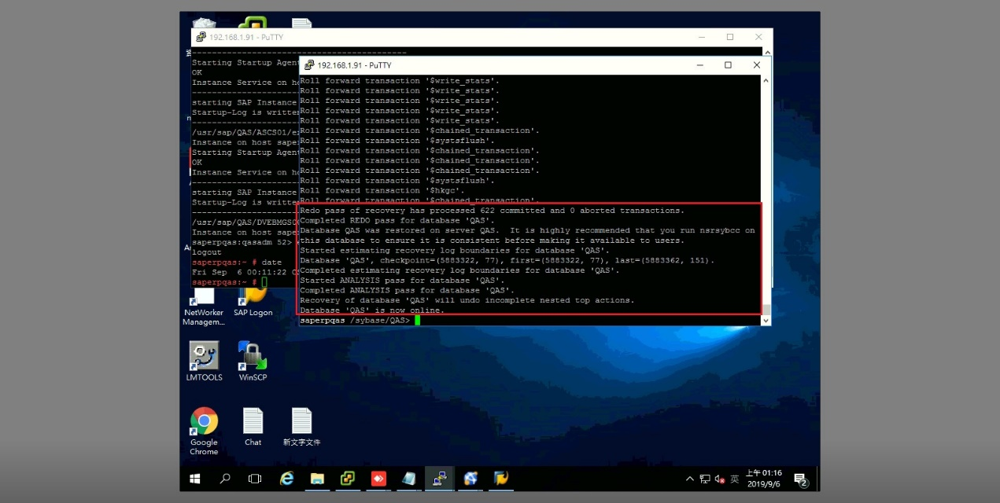 192.168.1.91 - PuTTY
Starting Startup Agen
OK
Instance Service on h
starting SAP Instance
Startup-Log is writte
/usr/sap/QAS/ASCS01/e
Instance on host sape
Starting Startup Agen
OK
Instance Service on h
starting SAP Instance
Startup-Log is writte
/usr/sap/QAS/DVEBMGS0
Instance on host sape
saperpqas:qasadm 52>
logout
saperpqas:~ # date
Fri Sep  6 00:11:22 C
saperpqas:~ #
192.168.1.91 - PuTTY
Roll forward transaction '$write_stats'.
Roll forward transaction '$write_stats'.
Roll forward transaction '$write_stats'.
Roll forward transaction '$write_stats'.
Roll forward transaction '$write_stats'.
Roll forward transaction '$chained_transaction'.
Roll forward transaction '$systsflush'.
Roll forward transaction '$chained_transaction'.
Roll forward transaction '$chained_transaction'.
Roll forward transaction '$chained_transaction'.
Roll forward transaction '$systsflush'.
Roll forward transaction '$hkgc'.
Roll forward transaction '$chained_transaction'.
Redo pass of recovery has processed 622 committed and 0 aborted transactions.
Completed REDO pass for database 'QAS'.
Database QAS was restored on server QAS.  It is highly recommended that you run nsrsybcc on
this database to ensure it is consistent before making it available to users.
Started estimating recovery log boundaries for database 'QAS'.
Database 'QAS', checkpoint=(5883322, 77), first=(5883322, 77), last=(5883362, 151).
Completed estimating recovery log boundaries for database 'QAS'.
Started ANALYSIS pass for database 'QAS'.
Completed ANALYSIS pass for database 'QAS'.
Recovery of database 'QAS' will undo incomplete nested top actions.
Database 'QAS' is now online.
saperpqas /sybase/QAS>
NetWorker
Managem...
SAP Logon
LMTOOLS
WinSCP
Google
Chrome
Chat
新文字文件
英
上午 01:16
2019/9/6
2